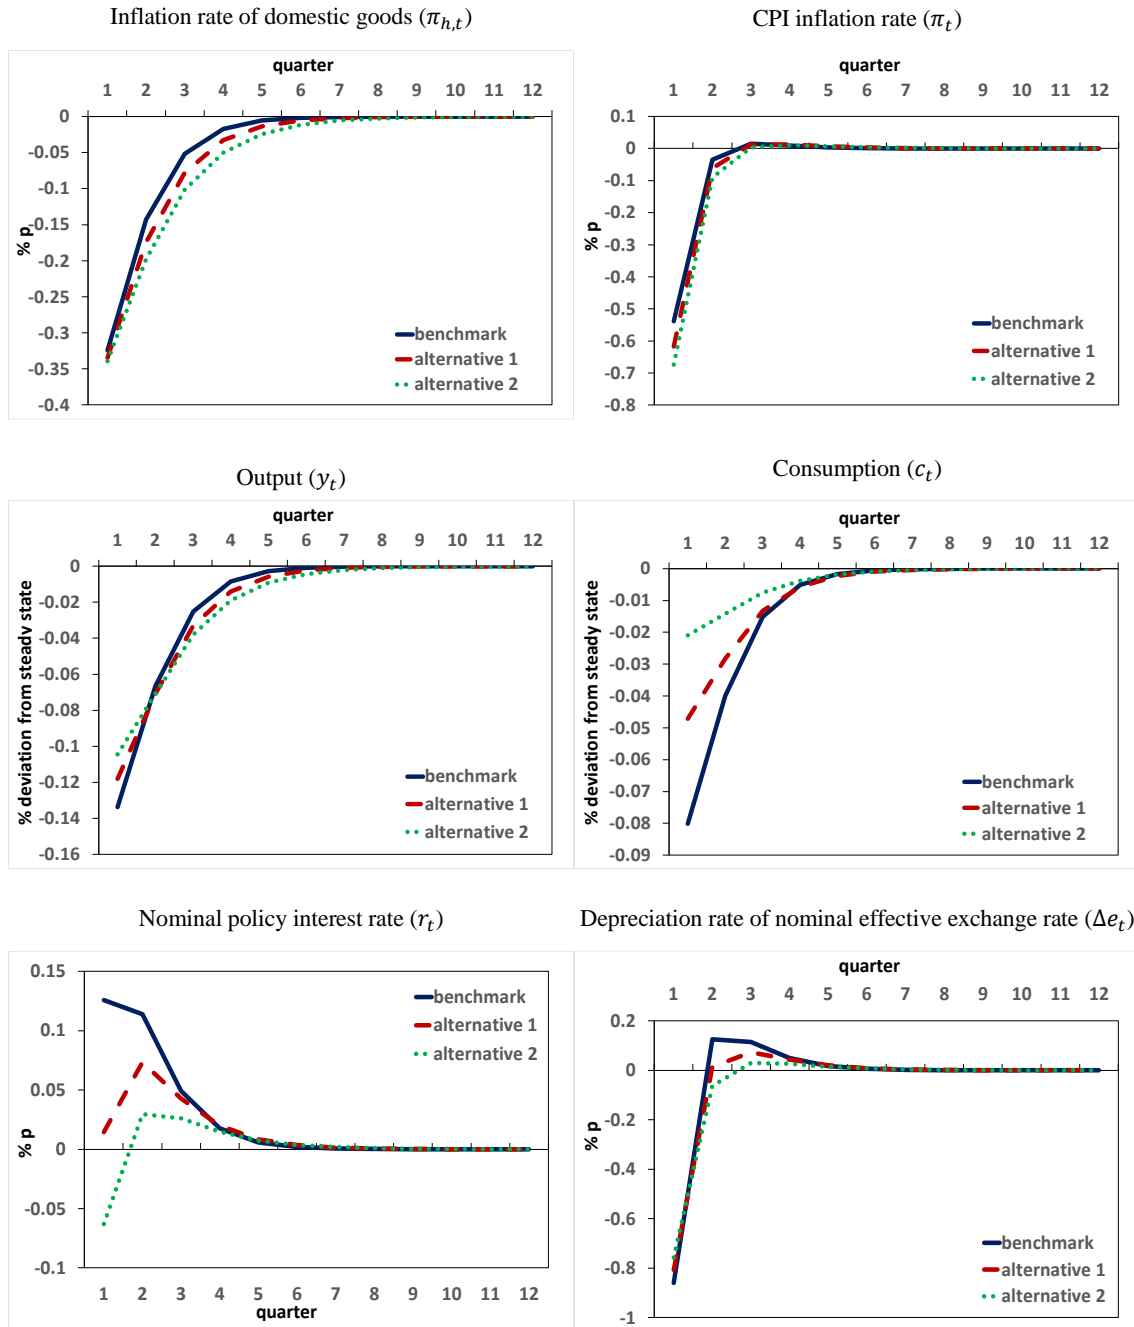 Inflation rate of domestic goods (π_{h,t})
quarter
1 2 3 4 5 6 7 8 9 10 11 12
0
-0.05
-0.1
-0.15
-0.2
-0.25
-0.3
-0.35
-0.4
% p
benchmark
alternative 1
alternative 2
CPI inflation rate (π_t)
quarter
1 2 3 4 5 6 7 8 9 10 11 12
0.1
0
-0.1
-0.2
-0.3
-0.4
-0.5
-0.6
-0.7
-0.8
% p
benchmark
alternative 1
alternative 2
Output (y_t)
quarter
1 2 3 4 5 6 7 8 9 10 11 12
0
-0.02
-0.04
-0.06
-0.08
-0.1
-0.12
-0.14
-0.16
% deviation from steady state
benchmark
alternative 1
alternative 2
Consumption (c_t)
quarter
1 2 3 4 5 6 7 8 9 10 11 12
0
-0.01
-0.02
-0.03
-0.04
-0.05
-0.06
-0.07
-0.08
-0.09
% deviation from steady state
benchmark
alternative 1
alternative 2
Nominal policy interest rate (r_t)
0.15
0.1
0.05
0
-0.05
-0.1
% p
benchmark
alternative 1
alternative 2
1 2 3 4 5 6 7 8 9 10 11 12
quarter
Depreciation rate of nominal effective exchange rate (Δe_t)
quarter
1 2 3 4 5 6 7 8 9 10 11 12
0.2
0
-0.2
-0.4
-0.6
-0.8
-1
% p
benchmark
alternative 1
alternative 2